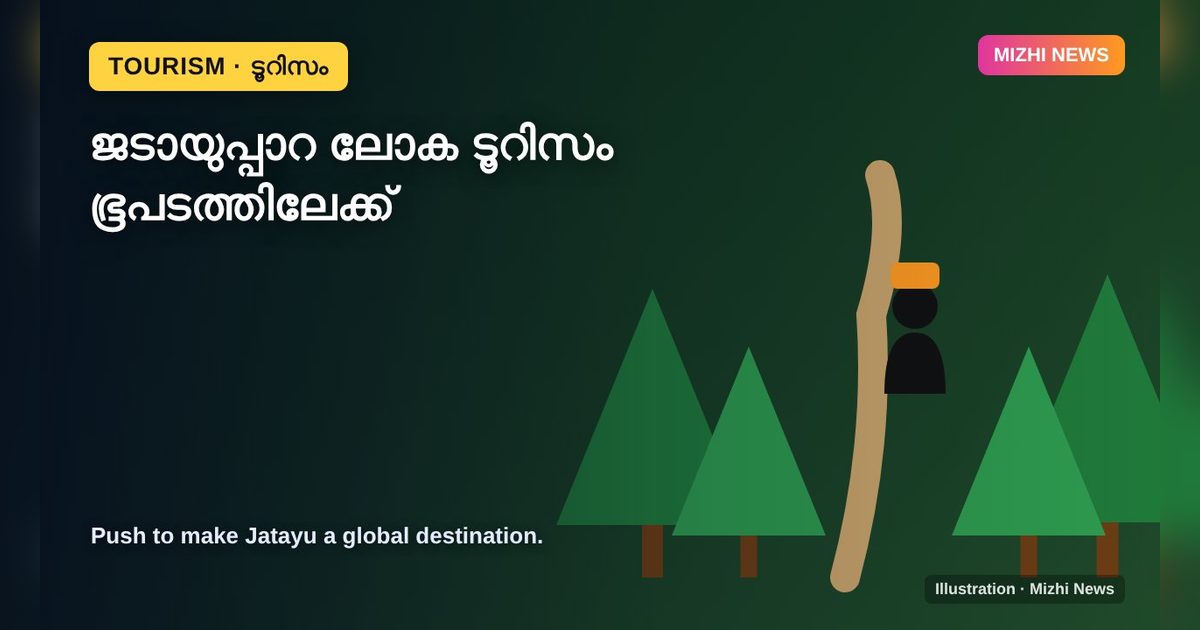 TOURISM · ടൂറിസം
MIZHI NEWS
ജടായുപ്പാറ ലോക ടൂറിസം
ഭൂപടത്തിലേക്ക്
Push to make Jatayu a global destination.
Illustration · Mizhi News